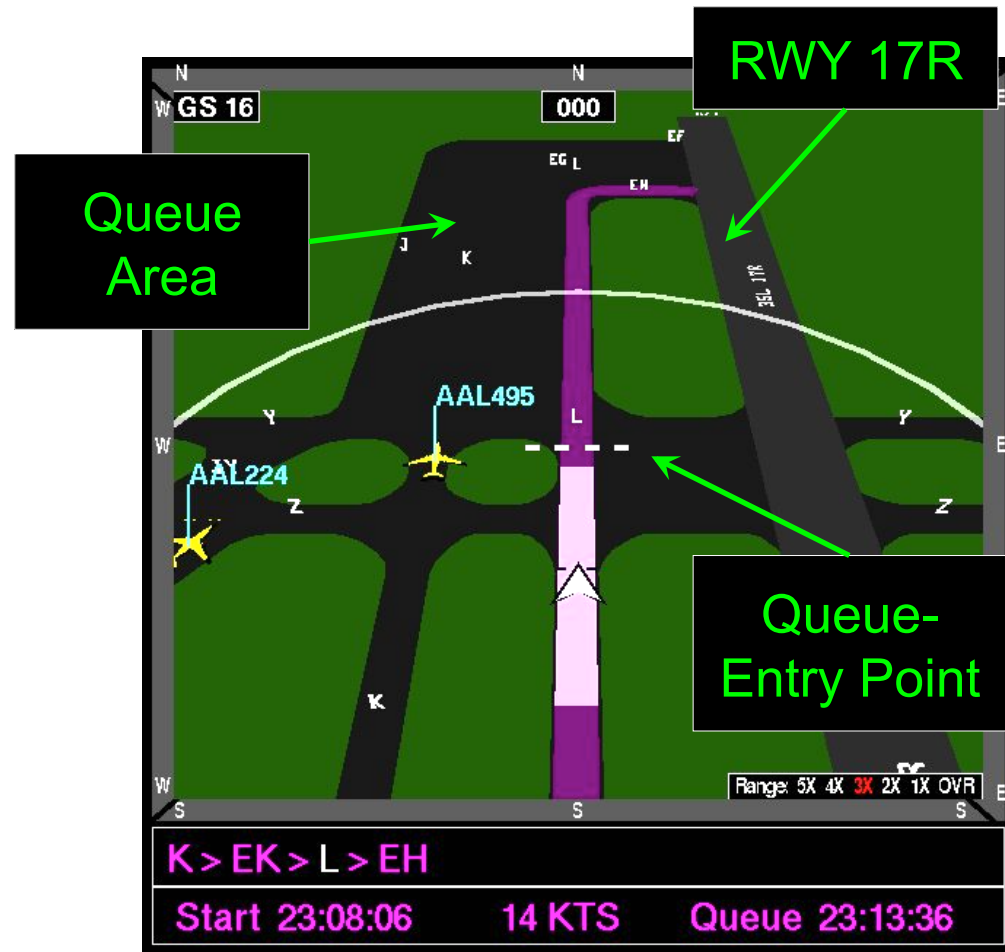 RWY 17R
N
N
W
GS 16
000
E
EF
EG
L
EH
Queue
Area
J
K
35L 17R
AAL495
Y
L
Y
W
E
AAL224
Z
Z
Queue-
Entry Point
K
W
Range: 5X 4X 3X 2X 1X OVR
E
S
S
S
K > EK > L > EH
Start 23:08:06
14 KTS
Queue 23:13:36